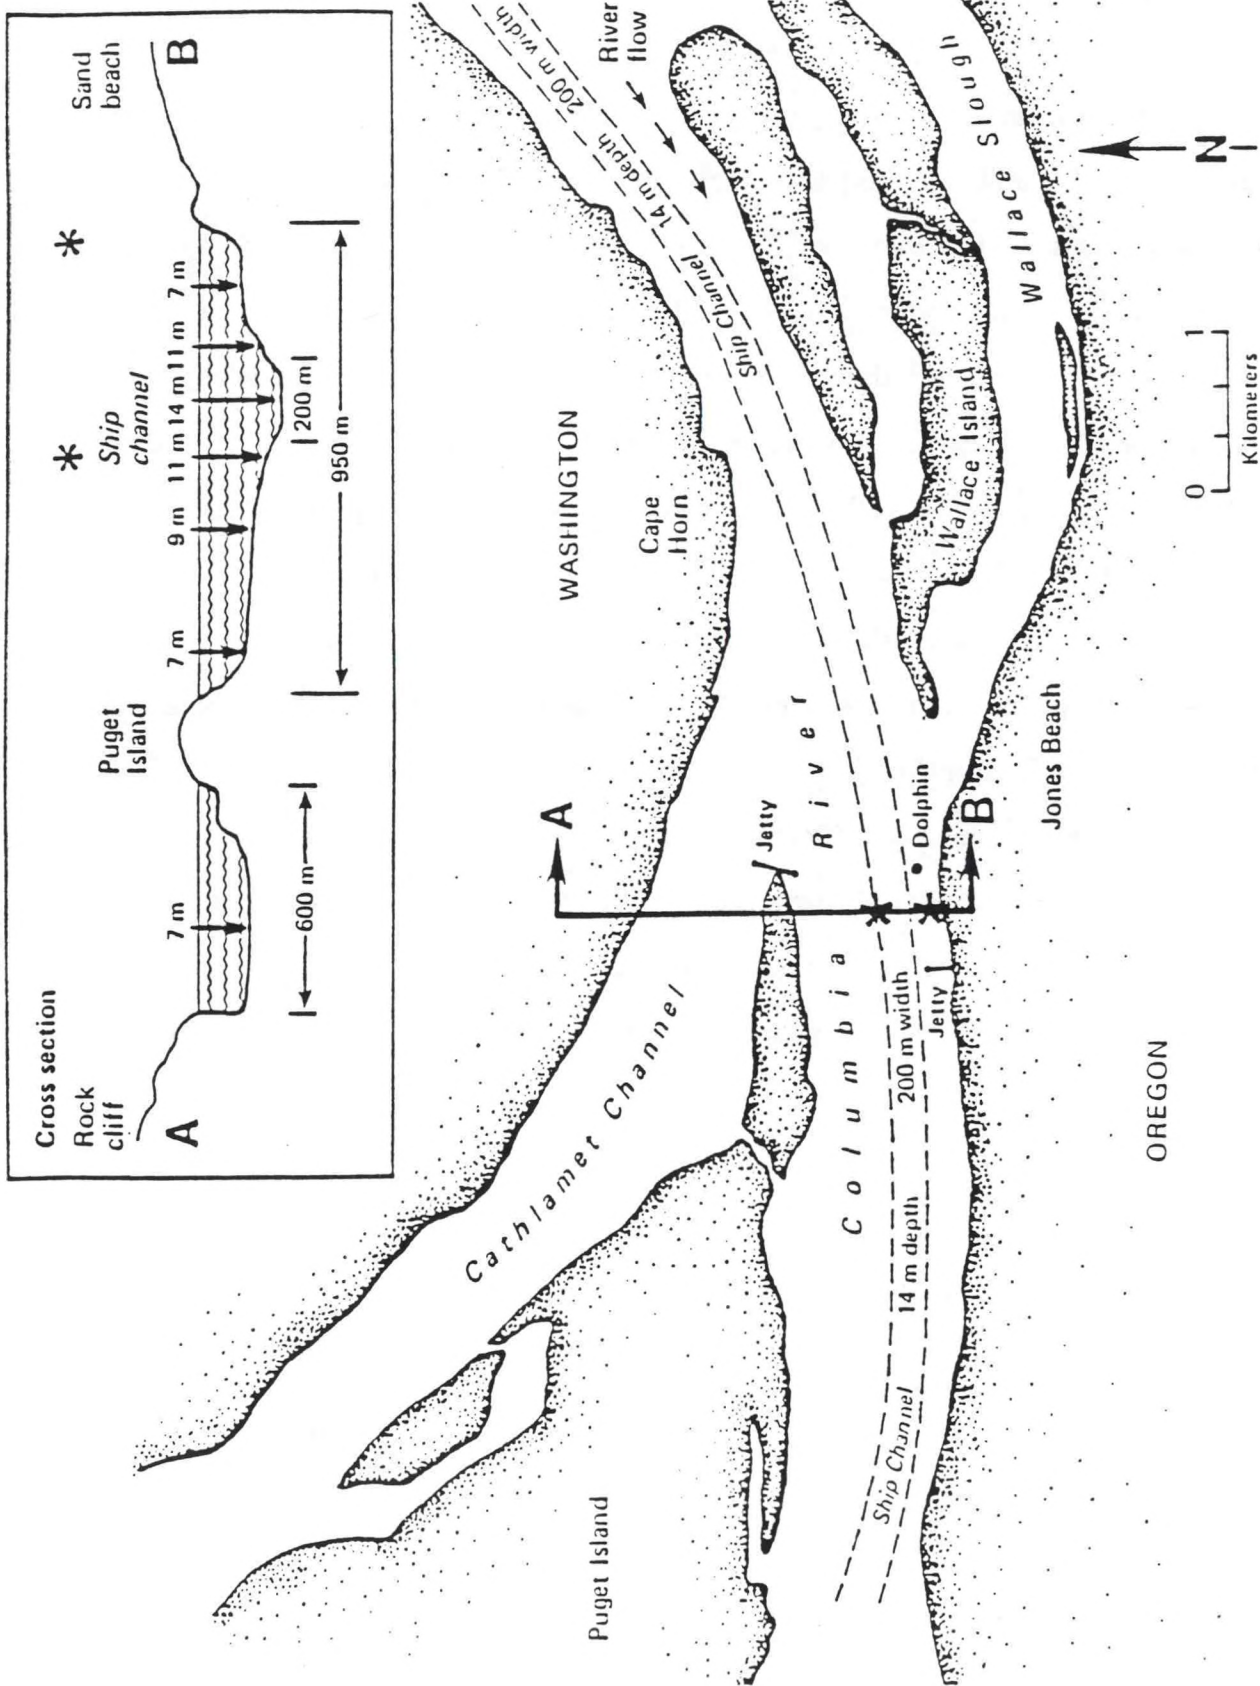 Cross section
Rock
cliff
A
Puget
Island
Ship
channel
*
*
Sand
beach
B
7 m
7 m
9 m
11 m
14 m
11 m
7 m
200 m
600 m
950 m
WASHINGTON
Cape
Horn
River
flow
200 m width
14 m depth
Ship Channel
A
Jetty
Cathlamet Channel
Columbia
River
Dolphin
B
Jetty
200 m width
14 m depth
Ship Channel
Puget Island
Wallace Island
Wallace Slough
Jones Beach
OREGON
N
0
1
Kilometers